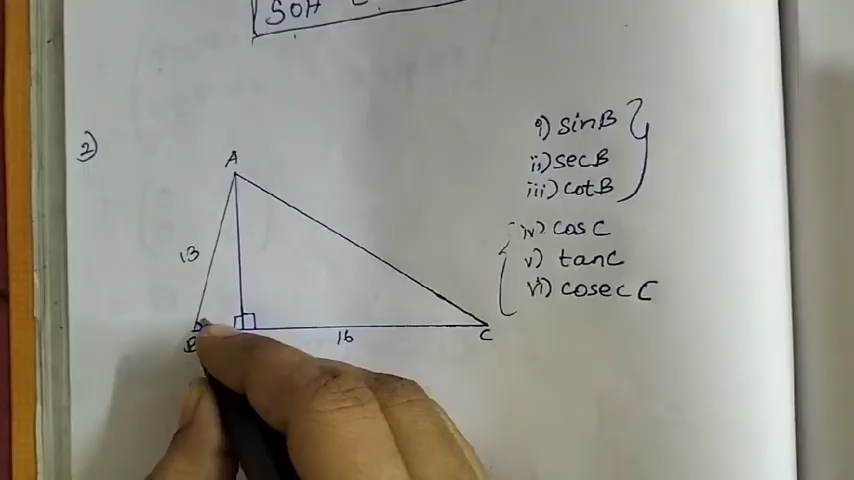 SOH
2)
A
i) sinB
ii) secB
iii) cotB
iv) cos C
v) tanC
vi) cosec C
13
B
16
C